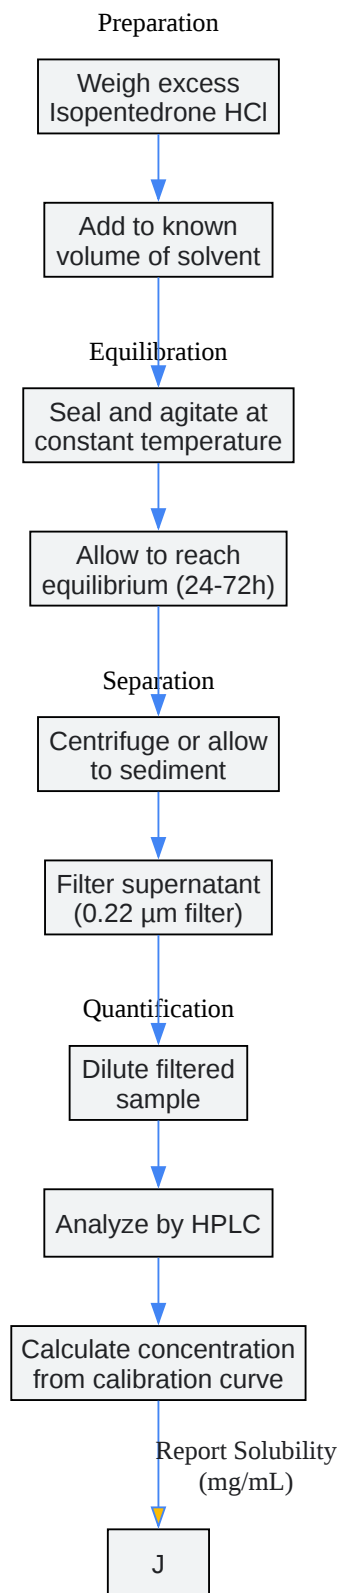 Preparation
Weigh excess
Isopentedrone HCl
Add to known
volume of solvent
Equilibration
Seal and agitate at
constant temperature
Allow to reach
equilibrium (24-72h)
Separation
Centrifuge or allow
to sediment
Filter supernatant
(0.22 µm filter)
Quantification
Dilute filtered
sample
Analyze by HPLC
Calculate concentration
from calibration curve
Report Solubility
(mg/mL)
J